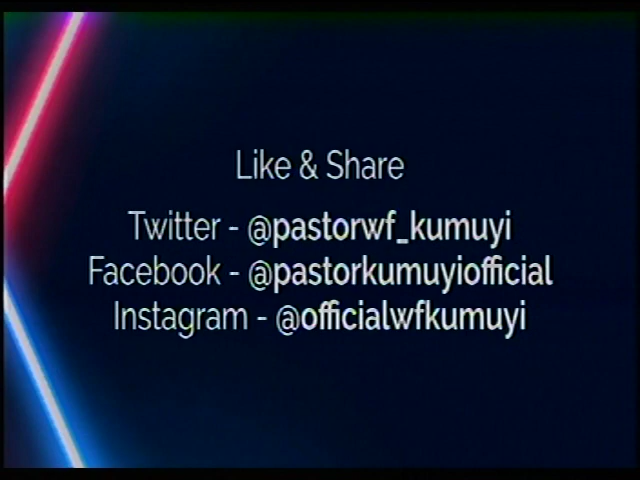 Like & Share
Twitter - @pastorwf_kumuyi
Facebook - @pastorkumuyiofficial
Instagram - @officialwfkumuyi